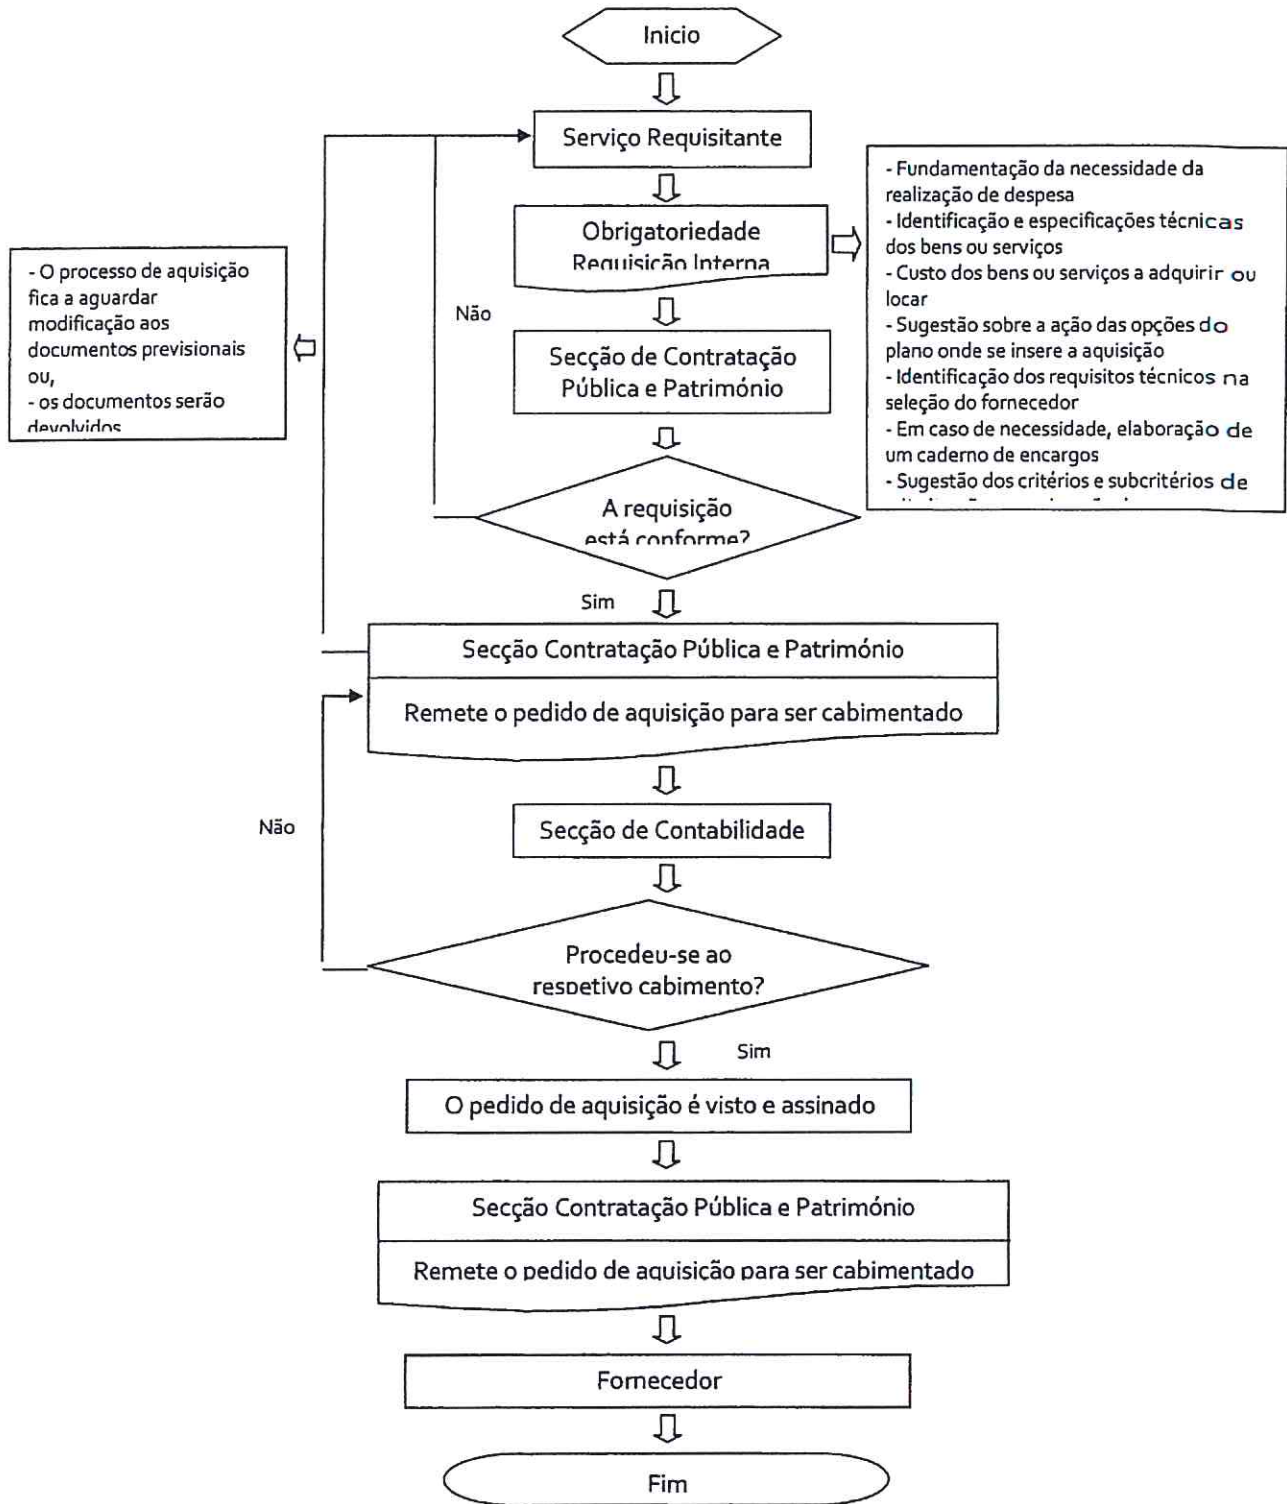 Inicio
Serviço Requisitante
Obrigatoriedade
Requisição Interna
- Fundamentação da necessidade da
realização de despesa
- Identificação e especificações técnicas
dos bens ou serviços
- Custo dos bens ou serviços a adquirir ou
locar
- Sugestão sobre a ação das opções do
plano onde se insere a aquisição
- Identificação dos requisitos técnicos na
seleção do fornecedor
- Em caso de necessidade, elaboração de
um caderno de encargos
- Sugestão dos critérios e subcritérios de
- O processo de aquisição
fica a aguardar
modificação aos
documentos previsionais
ou,
- os documentos serão
devolvidos
Não
Secção de Contratação
Pública e Património
A requisição
está conforme?
Sim
Secção Contratação Pública e Património
Remete o pedido de aquisição para ser cabimentado
Secção de Contabilidade
Não
Procedeu-se ao
respetivo cabimento?
Sim
O pedido de aquisição é visto e assinado
Secção Contratação Pública e Património
Remete o pedido de aquisição para ser cabimentado
Fornecedor
Fim